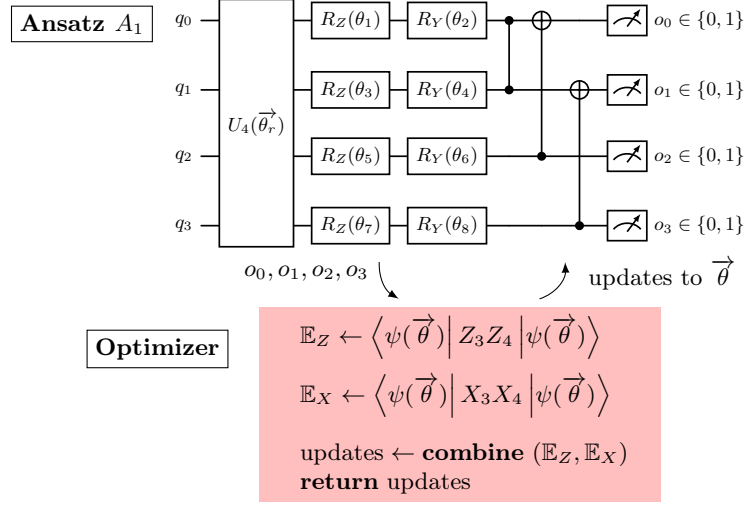 Ansatz A₁
q₀ R_Z(θ₁) R_Y(θ₂) o₀ ∈ {0, 1}
q₁ R_Z(θ₃) R_Y(θ₄) o₁ ∈ {0, 1}
U₄(θ⃗ᵣ)
q₂ R_Z(θ₅) R_Y(θ₆) o₂ ∈ {0, 1}
q₃ R_Z(θ₇) R_Y(θ₈) o₃ ∈ {0, 1}
o₀, o₁, o₂, o₃
updates to θ⃗
Optimizer
𝔼_Z ← ⟨ψ(θ⃗)| Z₃Z₄ |ψ(θ⃗)⟩
𝔼_X ← ⟨ψ(θ⃗)| X₃X₄ |ψ(θ⃗)⟩
updates ← combine (𝔼_Z, 𝔼_X)
return updates